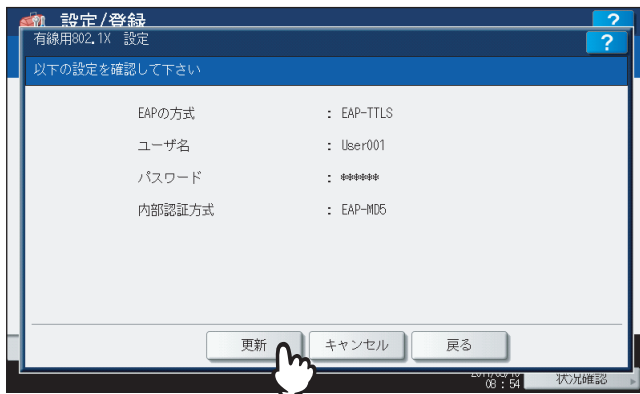 設定/登録
?
有線用802.1X 設定
?
以下の設定を確認して下さい
EAPの方式 : EAP-TTLS
ユーザ名 : User001
パスワード : ******
内部認証方式 : EAP-MD5
更新 キャンセル 戻る
08 : 54 状況確認